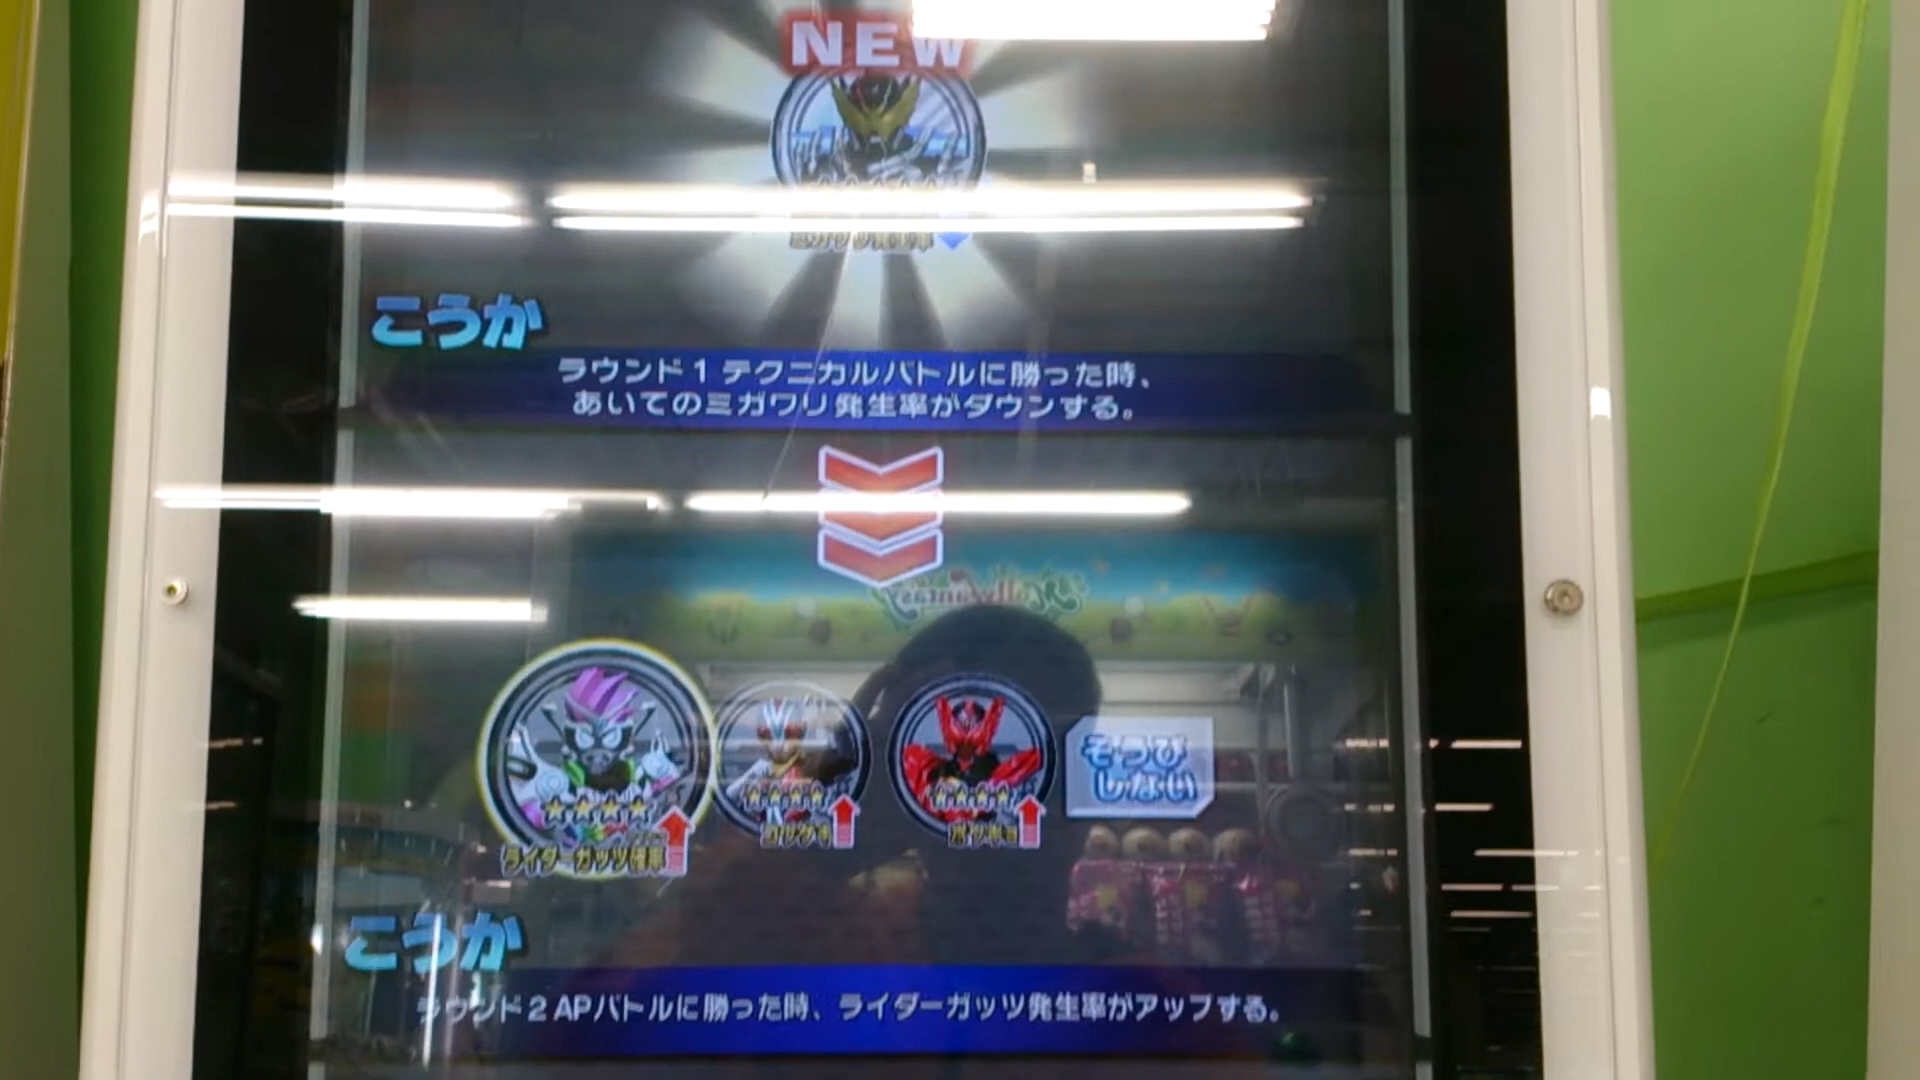 NEW
こうか
ラウンド1 テクニカルバトルに勝った時、
あいてのミガワリ発生率がダウンする。
ライダーガッツ確率
そうび
しない
こうか
ラウンド2 APバトルに勝った時、ライダーガッツ発生率がアップする。